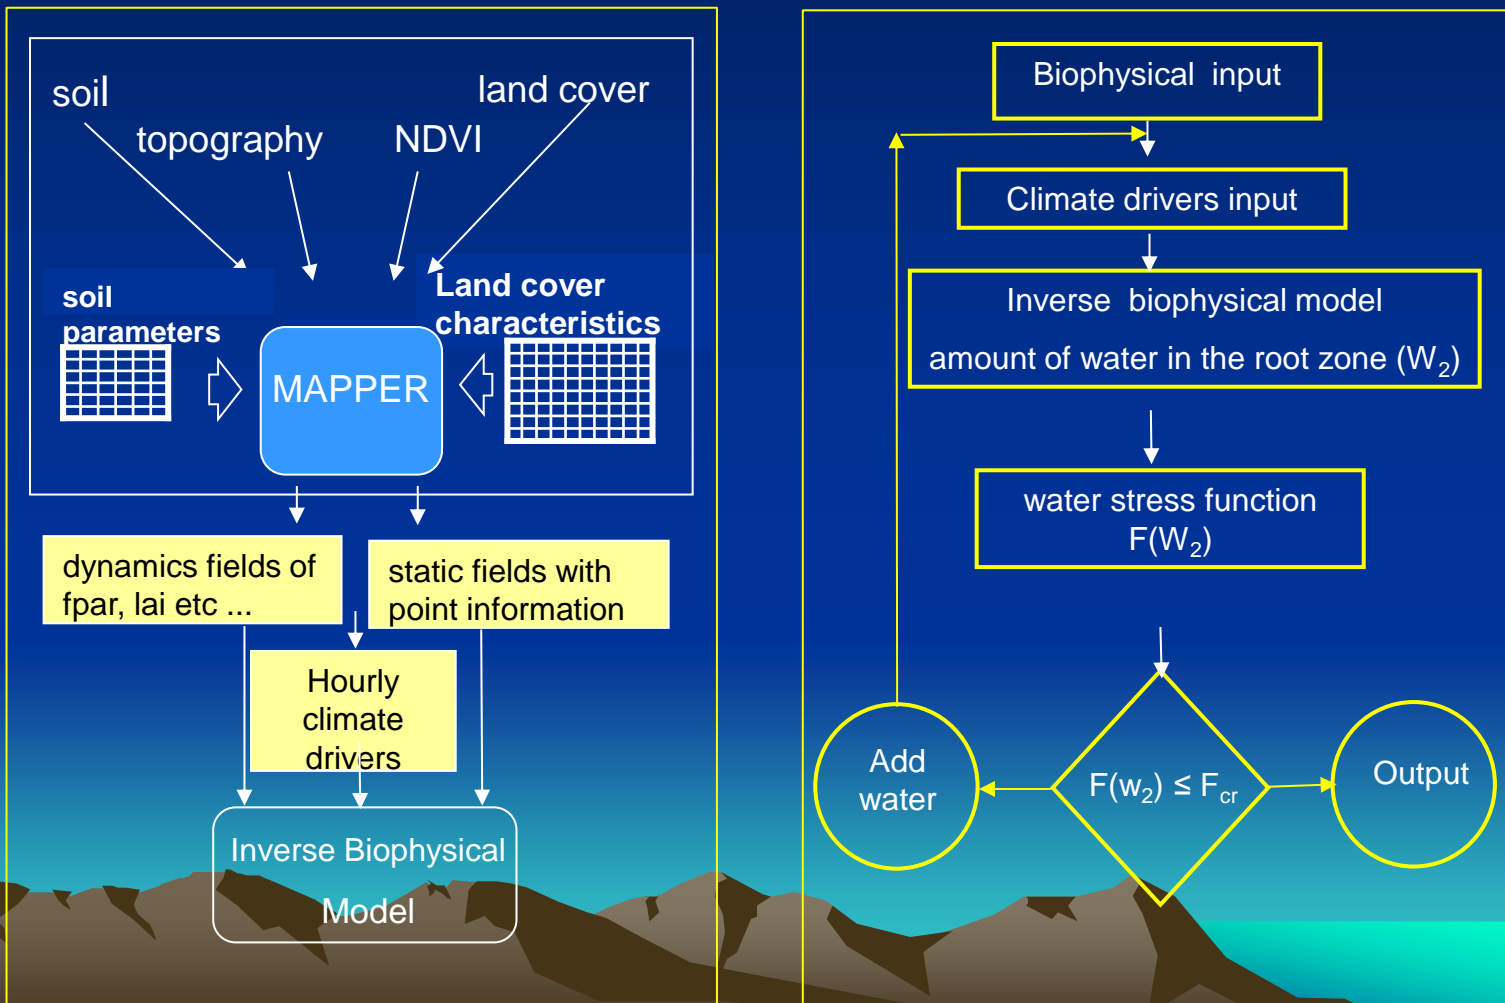 soil
land cover
topography
NDVI
soil
parameters
Land cover
characteristics
MAPPER
dynamics fields of
fpar, lai etc ...
static fields with
point information
Hourly
climate
drivers
Inverse Biophysical
Model
Biophysical input
Climate drivers input
Inverse biophysical model
amount of water in the root zone (W₂)
water stress function
F(W₂)
Add
water
F(w₂) ≤ F_cr
Output